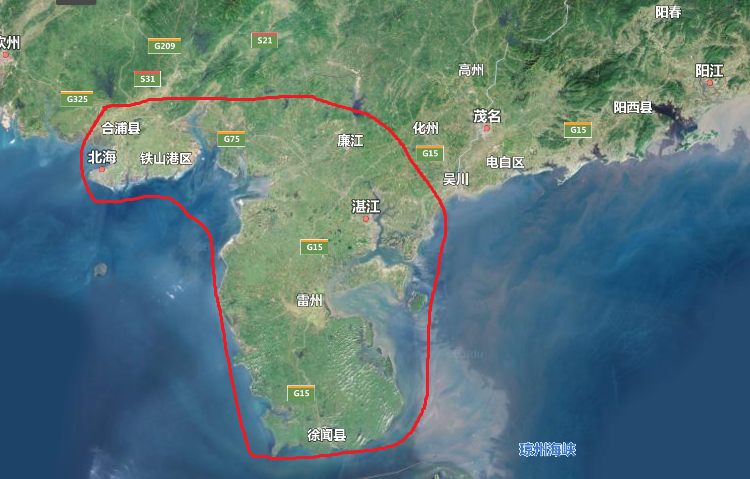 阳春
钦州
S21
G209
高州
阳江
S31
G325
阳西县
茂名
合浦县
化州
G15
G75
廉江
G15
北海
铁山港区
电白区
吴川
湛江
G15
雷州
G15
徐闻县
琼州海峡